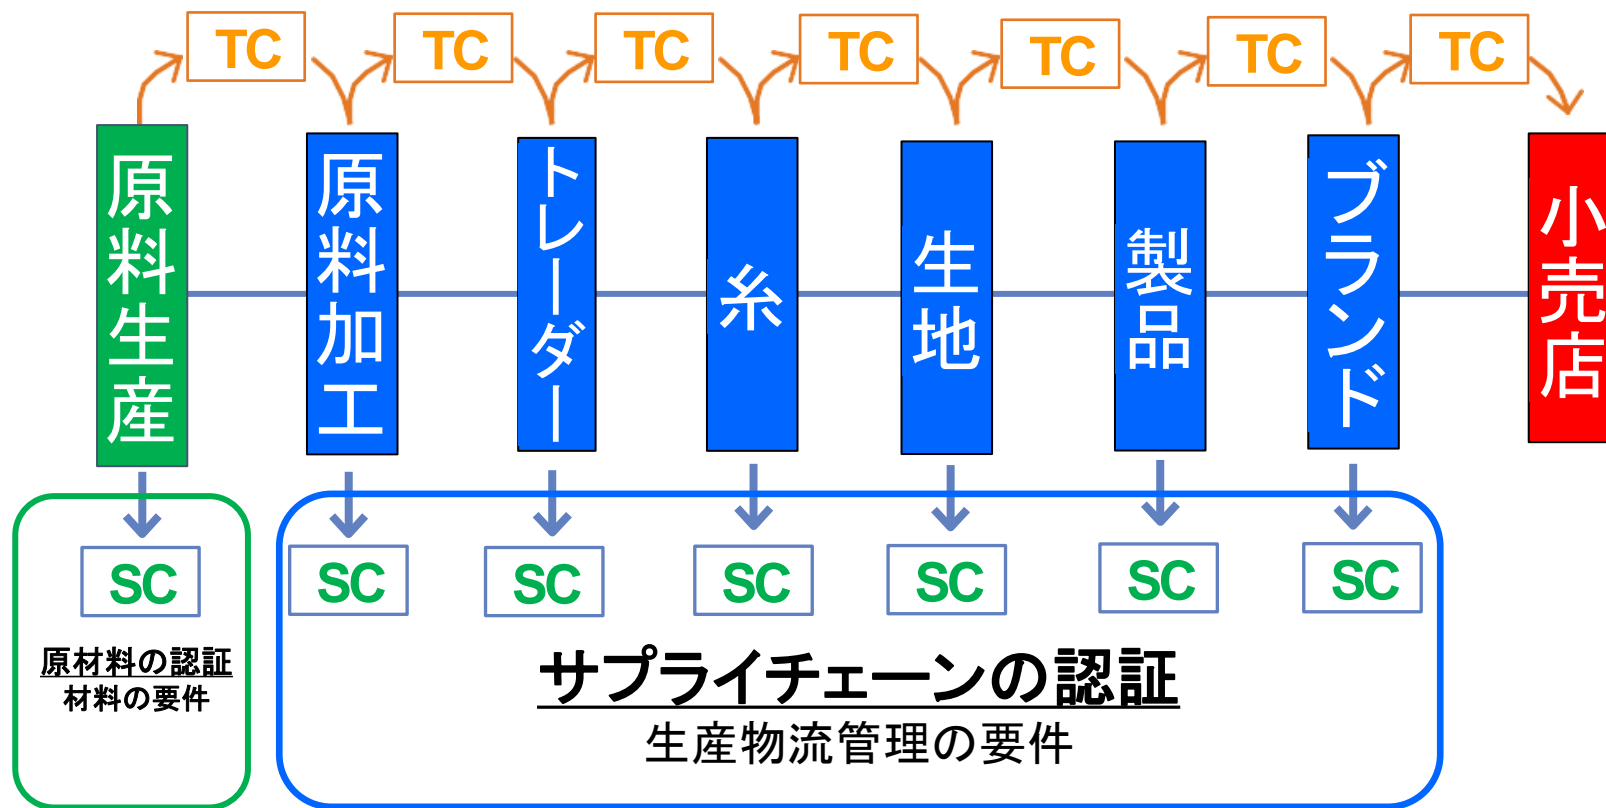 TC TC TC TC TC TC TC
原料生産
原料加工
トレーダー
糸
生地
製品
ブランド
小売店
SC SC SC SC SC SC SC
原材料の認証
材料の要件
サプライチェーンの認証
生産物流管理の要件